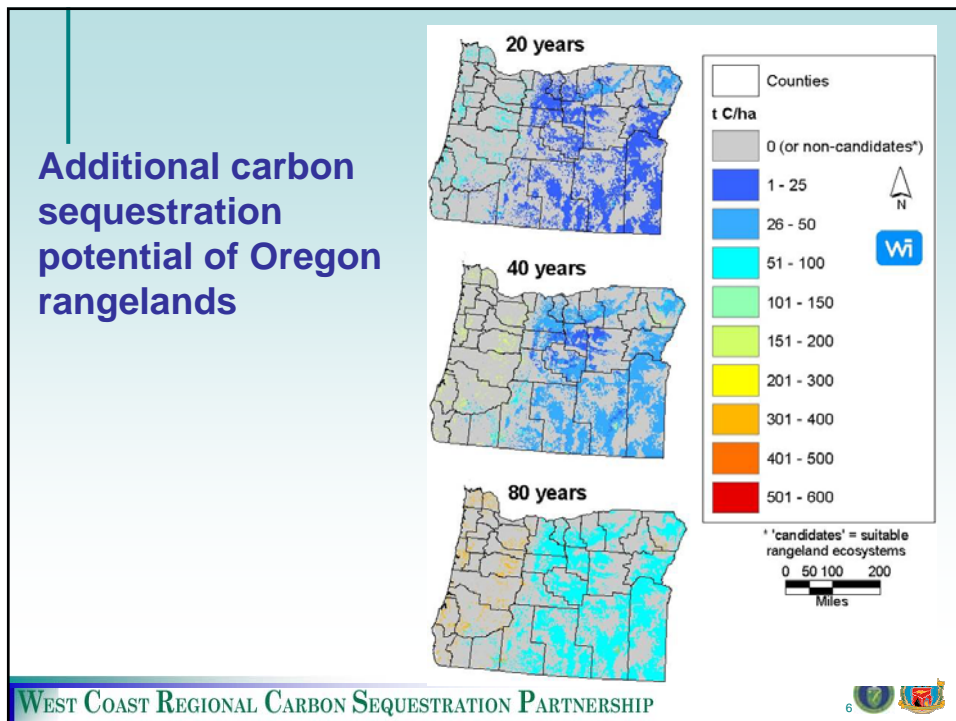 Additional carbon
sequestration
potential of Oregon
rangelands
20 years
40 years
80 years
Counties
t C/ha
0 (or non-candidates*)
1 - 25
26 - 50
51 - 100
101 - 150
151 - 200
201 - 300
301 - 400
401 - 500
501 - 600
N
Wi
* 'candidates' = suitable
rangeland ecosystems
0 50 100 200
Miles
WEST COAST REGIONAL CARBON SEQUESTRATION PARTNERSHIP
6